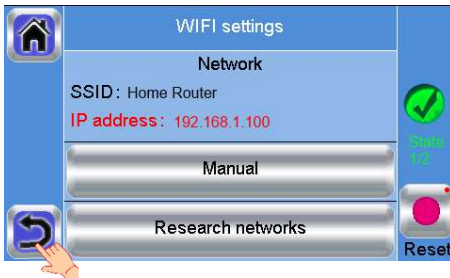 WIFI settings
Network
SSID: Home Router
IP address: 192.168.1.100
Manual
Research networks
State
1/2
Reset